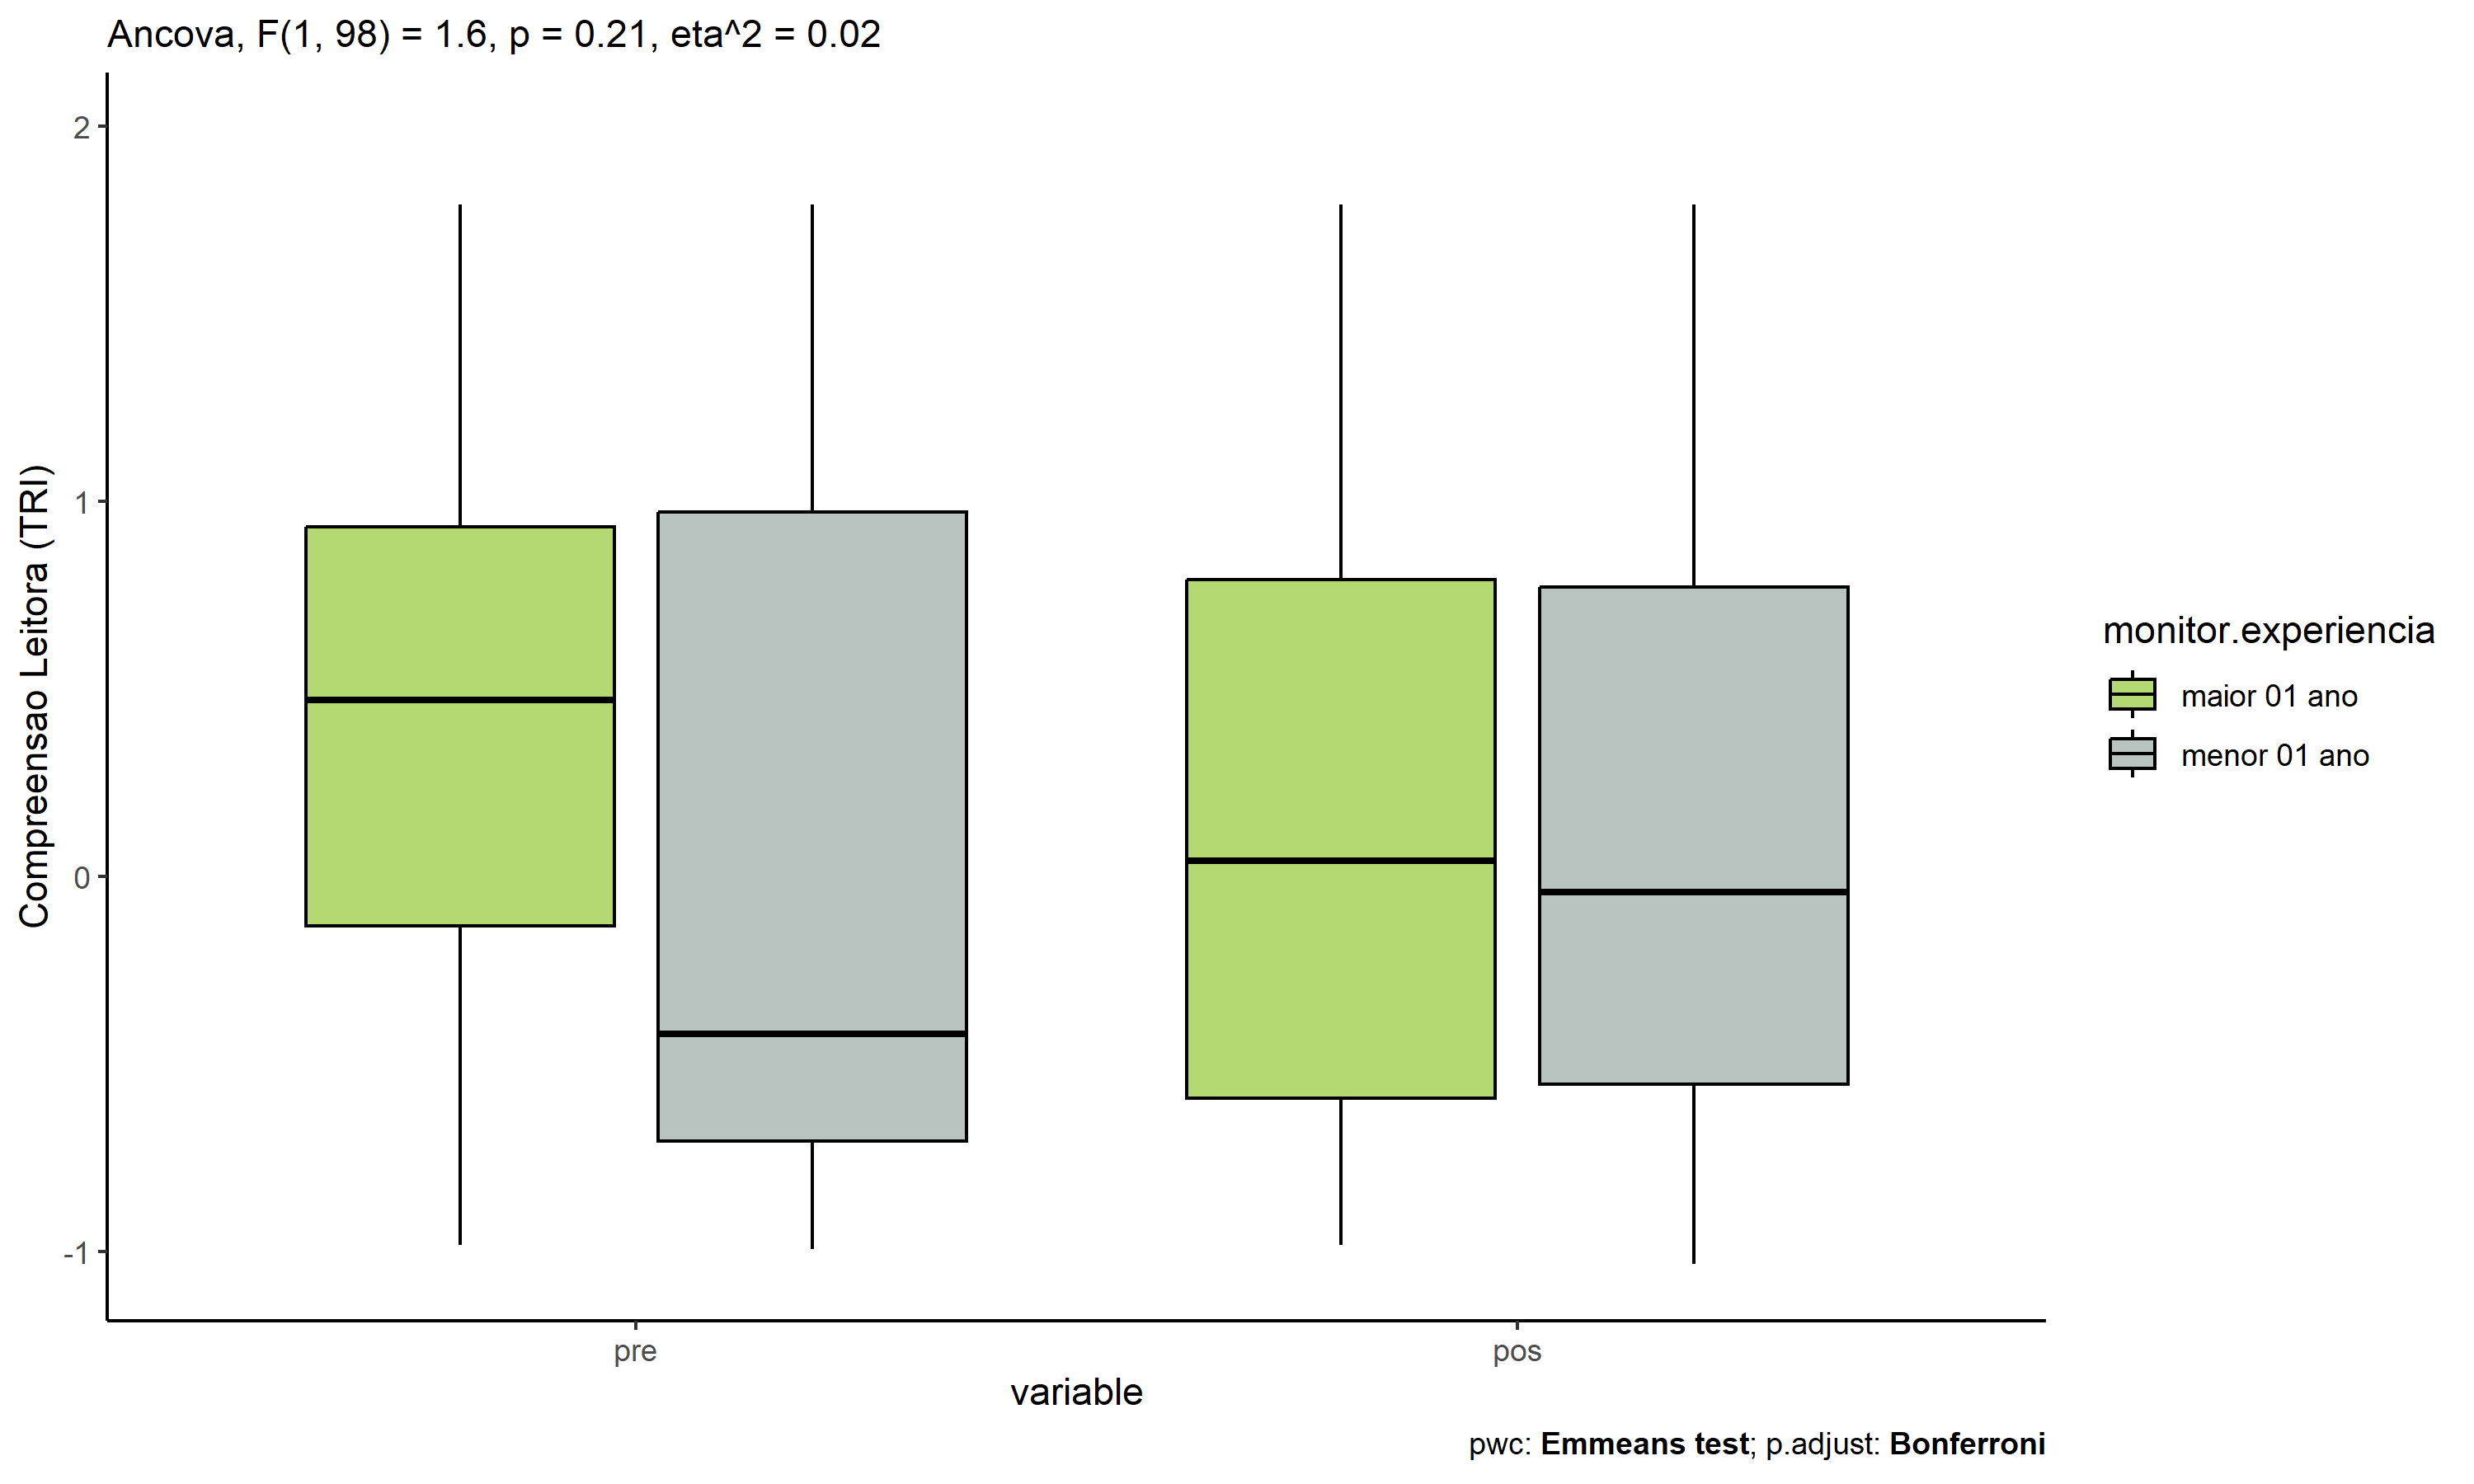 Ancova, F(1, 98) = 1.6, p = 0.21, eta^2 = 0.02
Compreensao Leitora (TRI)
2
1
0
-1
pre
pos
variable
monitor.experiencia
maior 01 ano
menor 01 ano
pwc: Emmeans test; p.adjust: Bonferroni